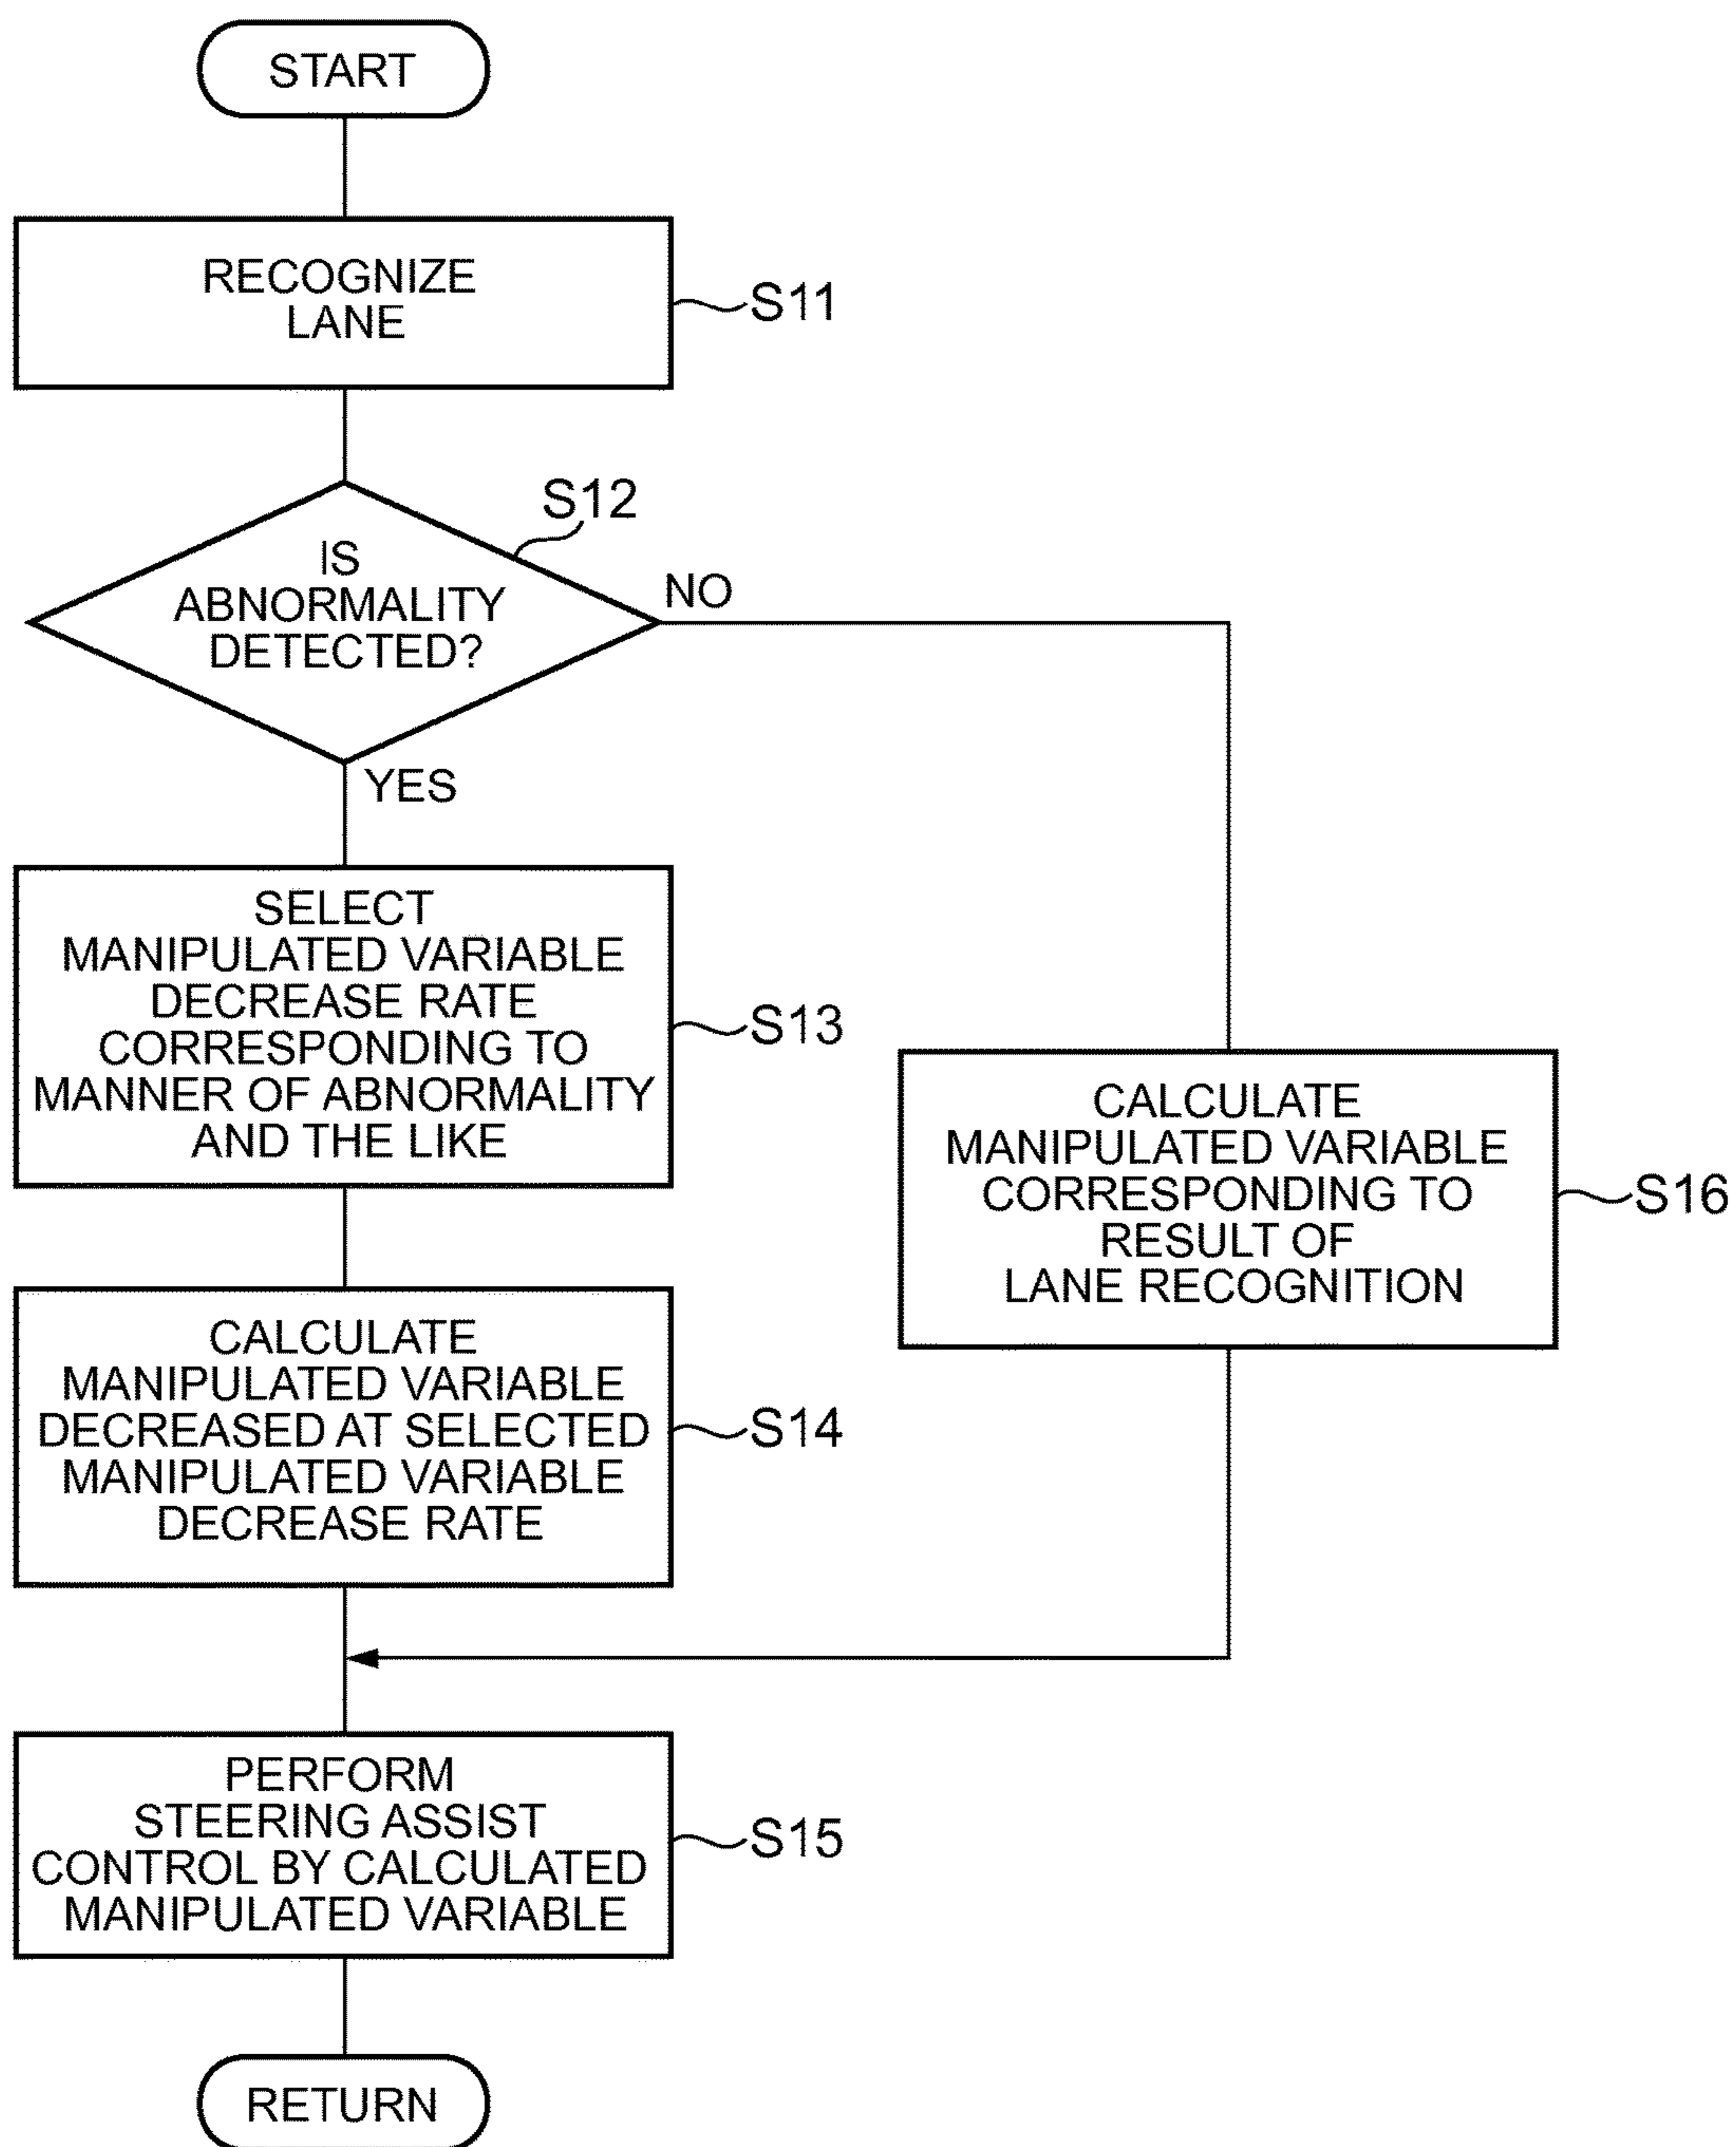 START
RECOGNIZE
LANE
S11
S12
IS
ABNORMALITY
DETECTED?
NO
YES
SELECT
MANIPULATED VARIABLE
DECREASE RATE
CORRESPONDING TO
MANNER OF ABNORMALITY
AND THE LIKE
S13
CALCULATE
MANIPULATED VARIABLE
CORRESPONDING TO
RESULT OF
LANE RECOGNITION
S16
CALCULATE
MANIPULATED VARIABLE
DECREASED AT SELECTED
MANIPULATED VARIABLE
DECREASE RATE
S14
PERFORM
STEERING ASSIST
CONTROL BY CALCULATED
MANIPULATED VARIABLE
S15
RETURN